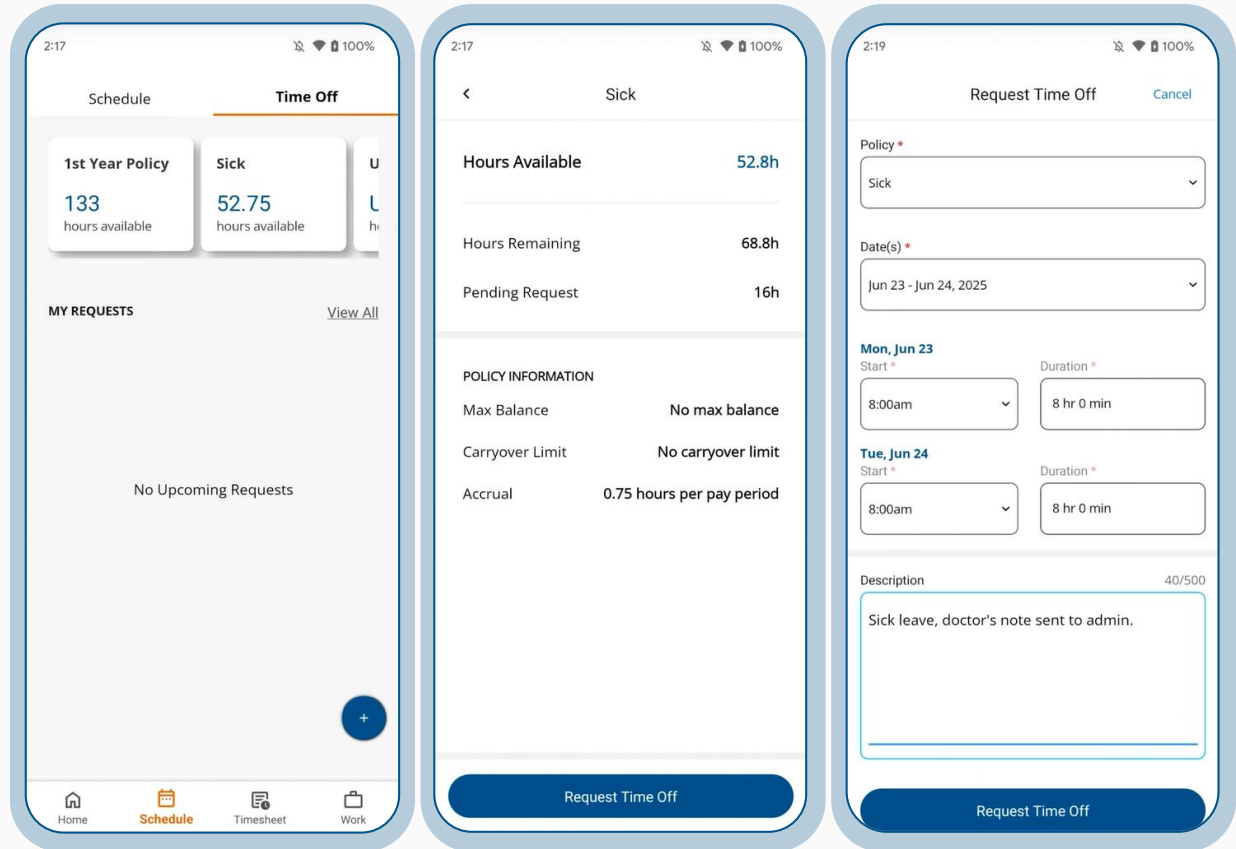 2:17
100%
Schedule
Time Off
1st Year Policy
133
hours available
Sick
52.75
hours available
U
U
h
MY REQUESTS
View All
No Upcoming Requests
+
Home
Schedule
Timesheet
Work
2:17
100%
Sick
Hours Available
52.8h
Hours Remaining
68.8h
Pending Request
16h
POLICY INFORMATION
Max Balance
No max balance
Carryover Limit
No carryover limit
Accrual
0.75 hours per pay period
Request Time Off
2:19
100%
Request Time Off
Cancel
Policy *
Sick
Date(s) *
Jun 23 - Jun 24, 2025
Mon, Jun 23
Start *
Duration *
8:00am
8 hr 0 min
Tue, Jun 24
Start *
Duration *
8:00am
8 hr 0 min
Description
40/500
Sick leave, doctor's note sent to admin.
Request Time Off